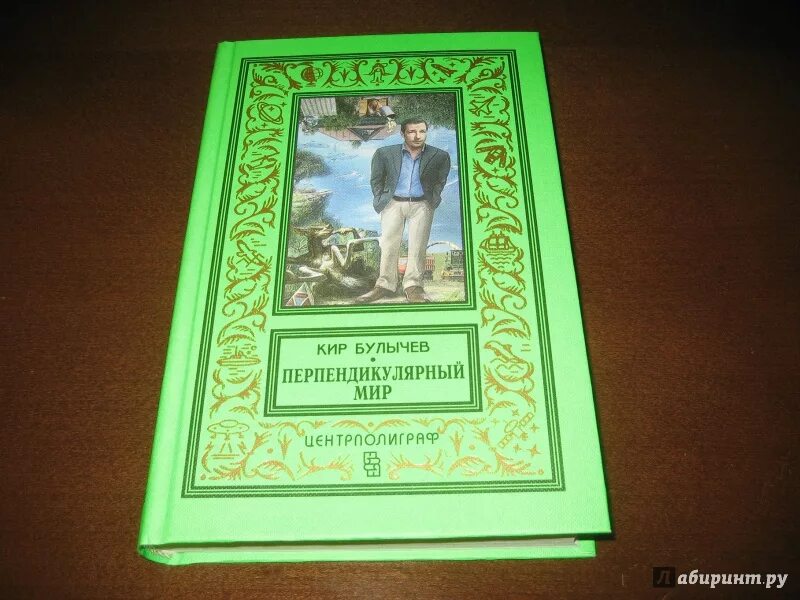 КИР БУЛЫЧЕВ
ПЕРПЕНДИКУЛЯРНЫЙ
МИР
ЦЕНТРПОЛИГРАФ
Лабиринт.ру